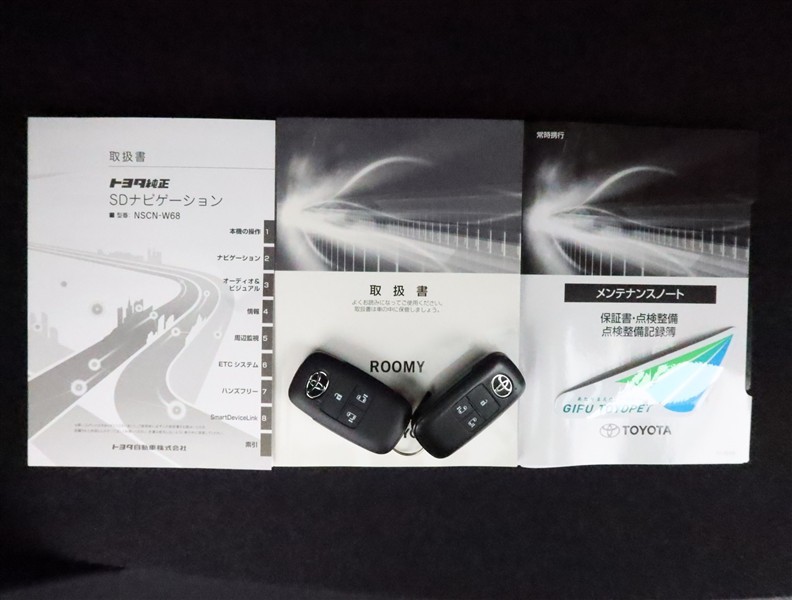 取扱書
トヨタ純正
SDナビゲーション
■ 型番: NSCN-W68
本機の操作 1
ナビゲーション 2
オーディオ&
ビジュアル 3
情報 4
周辺監視 5
ETCシステム 6
ハンズフリー 7
SmartDeviceLink 8
索引
トヨタ自動車株式会社
取扱書
よくお読みになってご使用ください。
取扱書は車の中に保管しましょう。
ROOMY
常時携行
メンテナンスノート
保証書・点検整備
点検整備記録簿
GIFU TOYOPET
TOYOTA